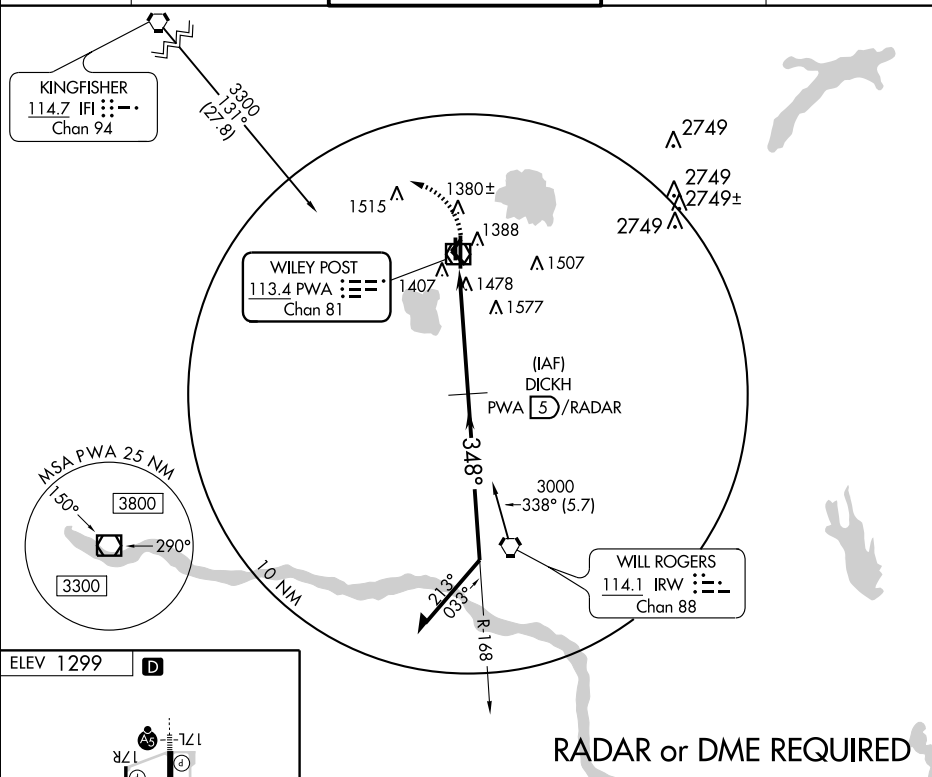 KINGFISHER
114.7 IFI
Chan 94
3300
131°
(27.8)
2749
2749
2749±
2749
1515
1380±
1388
WILEY POST
113.4 PWA
Chan 81
1407
1478
1507
1577
(IAF)
DICKH
PWA 5 /RADAR
348°
3000
338° (5.7)
MSA PWA 25 NM
150°
3800
290°
3300
10 NM
213°
033°
R-168
WILL ROGERS
114.1 IRW
Chan 88
ELEV 1299
D
A5
17L
17R
P
RADAR or DME REQUIRED